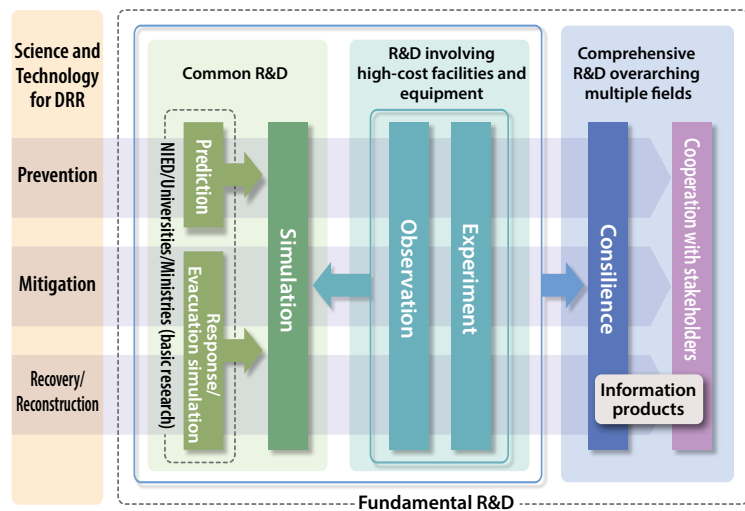 Science and
Technology
for DRR
Prevention
Mitigation
Recovery/
Reconstruction
Common R&D
NIED/Universities/Ministries (basic research)
Prediction
Response/
Evacuation simulation
Simulation
R&D involving
high-cost facilities and
equipment
Observation
Experiment
Comprehensive
R&D overarching
multiple fields
Consilience
Cooperation with stakeholders
Information
products
Fundamental R&D